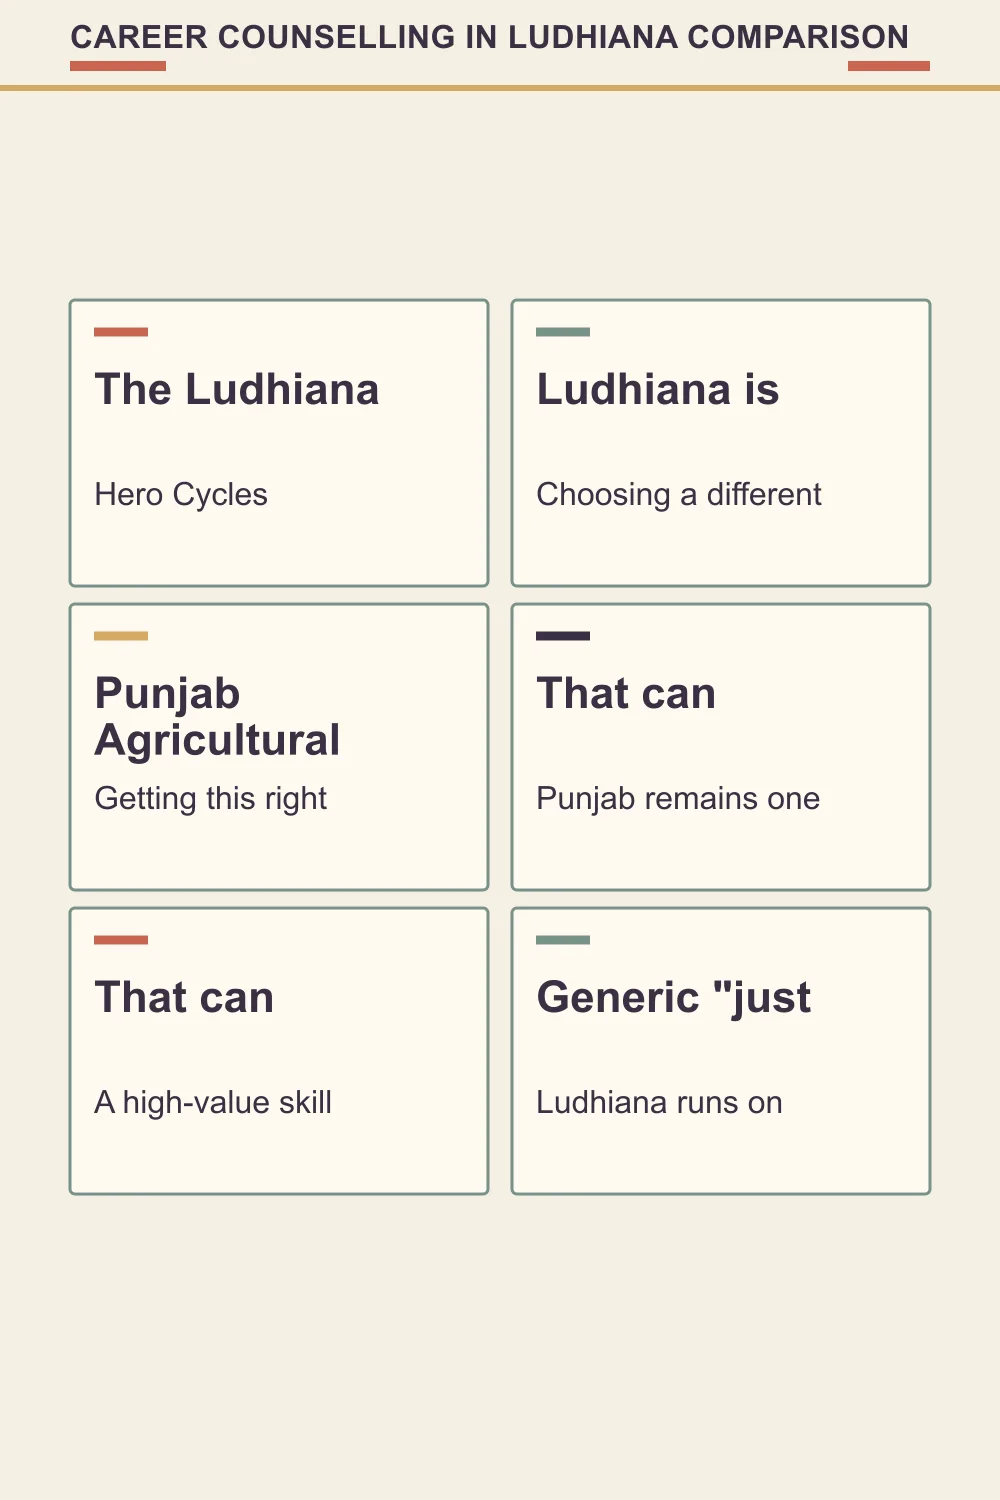 CAREER COUNSELLING IN LUDHIANA COMPARISON
The Ludhiana
Hero Cycles
Ludhiana is
Choosing a different
Punjab
Agricultural
Getting this right
That can
Punjab remains one
That can
A high-value skill
Generic "just
Ludhiana runs on